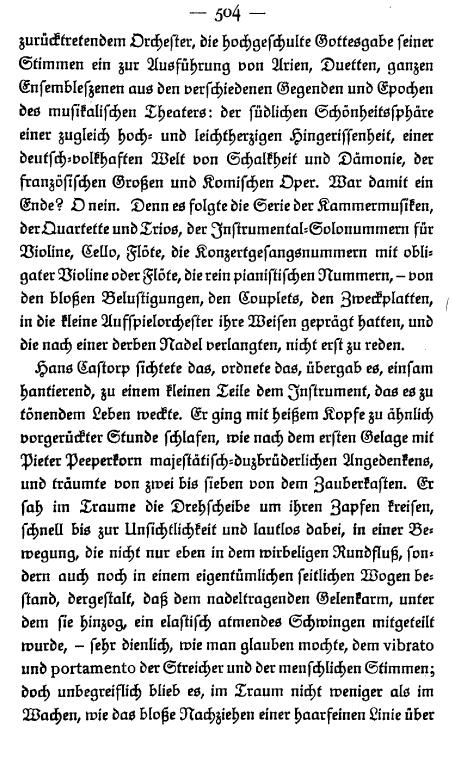 — 504 —
zurücktretendem Orchester, die hochgeschulte Gottesgabe seiner
Stimmen ein zur Ausführung von Arien, Duetten, ganzen
Ensembleszenen aus den verschiedenen Gegenden und Epochen
des musikalischen Theaters: der südlichen Schönheitssphäre
einer zugleich hoch- und leichtherzigen Hingerissenheit, einer
deutsch-volkhaften Welt von Schalkheit und Dämonie, der
französischen Großen und Komischen Oper. War damit ein
Ende? O nein. Denn es folgte die Serie der Kammermusiken,
der Quartette und Trios, der Instrumental-Solonummern für
Violine, Cello, Flöte, die Konzertgesangsnummern mit obli-
gater Violine oder Flöte, die rein pianistischen Nummern, – von
den bloßen Belustigungen, den Couplets, den Zweckplatten,
in die kleine Aufspielorchester ihre Weisen geprägt hatten, und
die nach einer derben Nadel verlangten, nicht erst zu reden.
Hans Castorp sichtete das, ordnete das, übergab es, einsam
hantierend, zu einem kleinen Teile dem Instrument, das es zu
tönendem Leben weckte. Er ging mit heißem Kopfe zu ähnlich
vorgerückter Stunde schlafen, wie nach dem ersten Gelage mit
Pieter Peeperkorn majestätisch-duzbrüderlichen Angedenkens,
und träumte von zwei bis sieben von dem Zauberkasten. Er
sah im Traume die Drehscheibe um ihren Zapfen kreisen,
schnell bis zur Unsichtlichkeit und lautlos dabei, in einer Be-
wegung, die nicht nur eben in dem wirbeligen Rundfluß, son-
dern auch noch in einem eigentümlichen seitlichen Wogen be-
stand, dergestalt, daß dem nadeltragenden Gelenkarm, unter
dem sie hinzog, ein elastisch atmendes Schwingen mitgeteilt
wurde, – sehr dienlich, wie man glauben mochte, dem vibrato
und portamento der Streicher und der menschlichen Stimmen;
doch unbegreiflich blieb es, im Traum nicht weniger als im
Wachen, wie das bloße Nachziehen einer haarfeinen Linie über